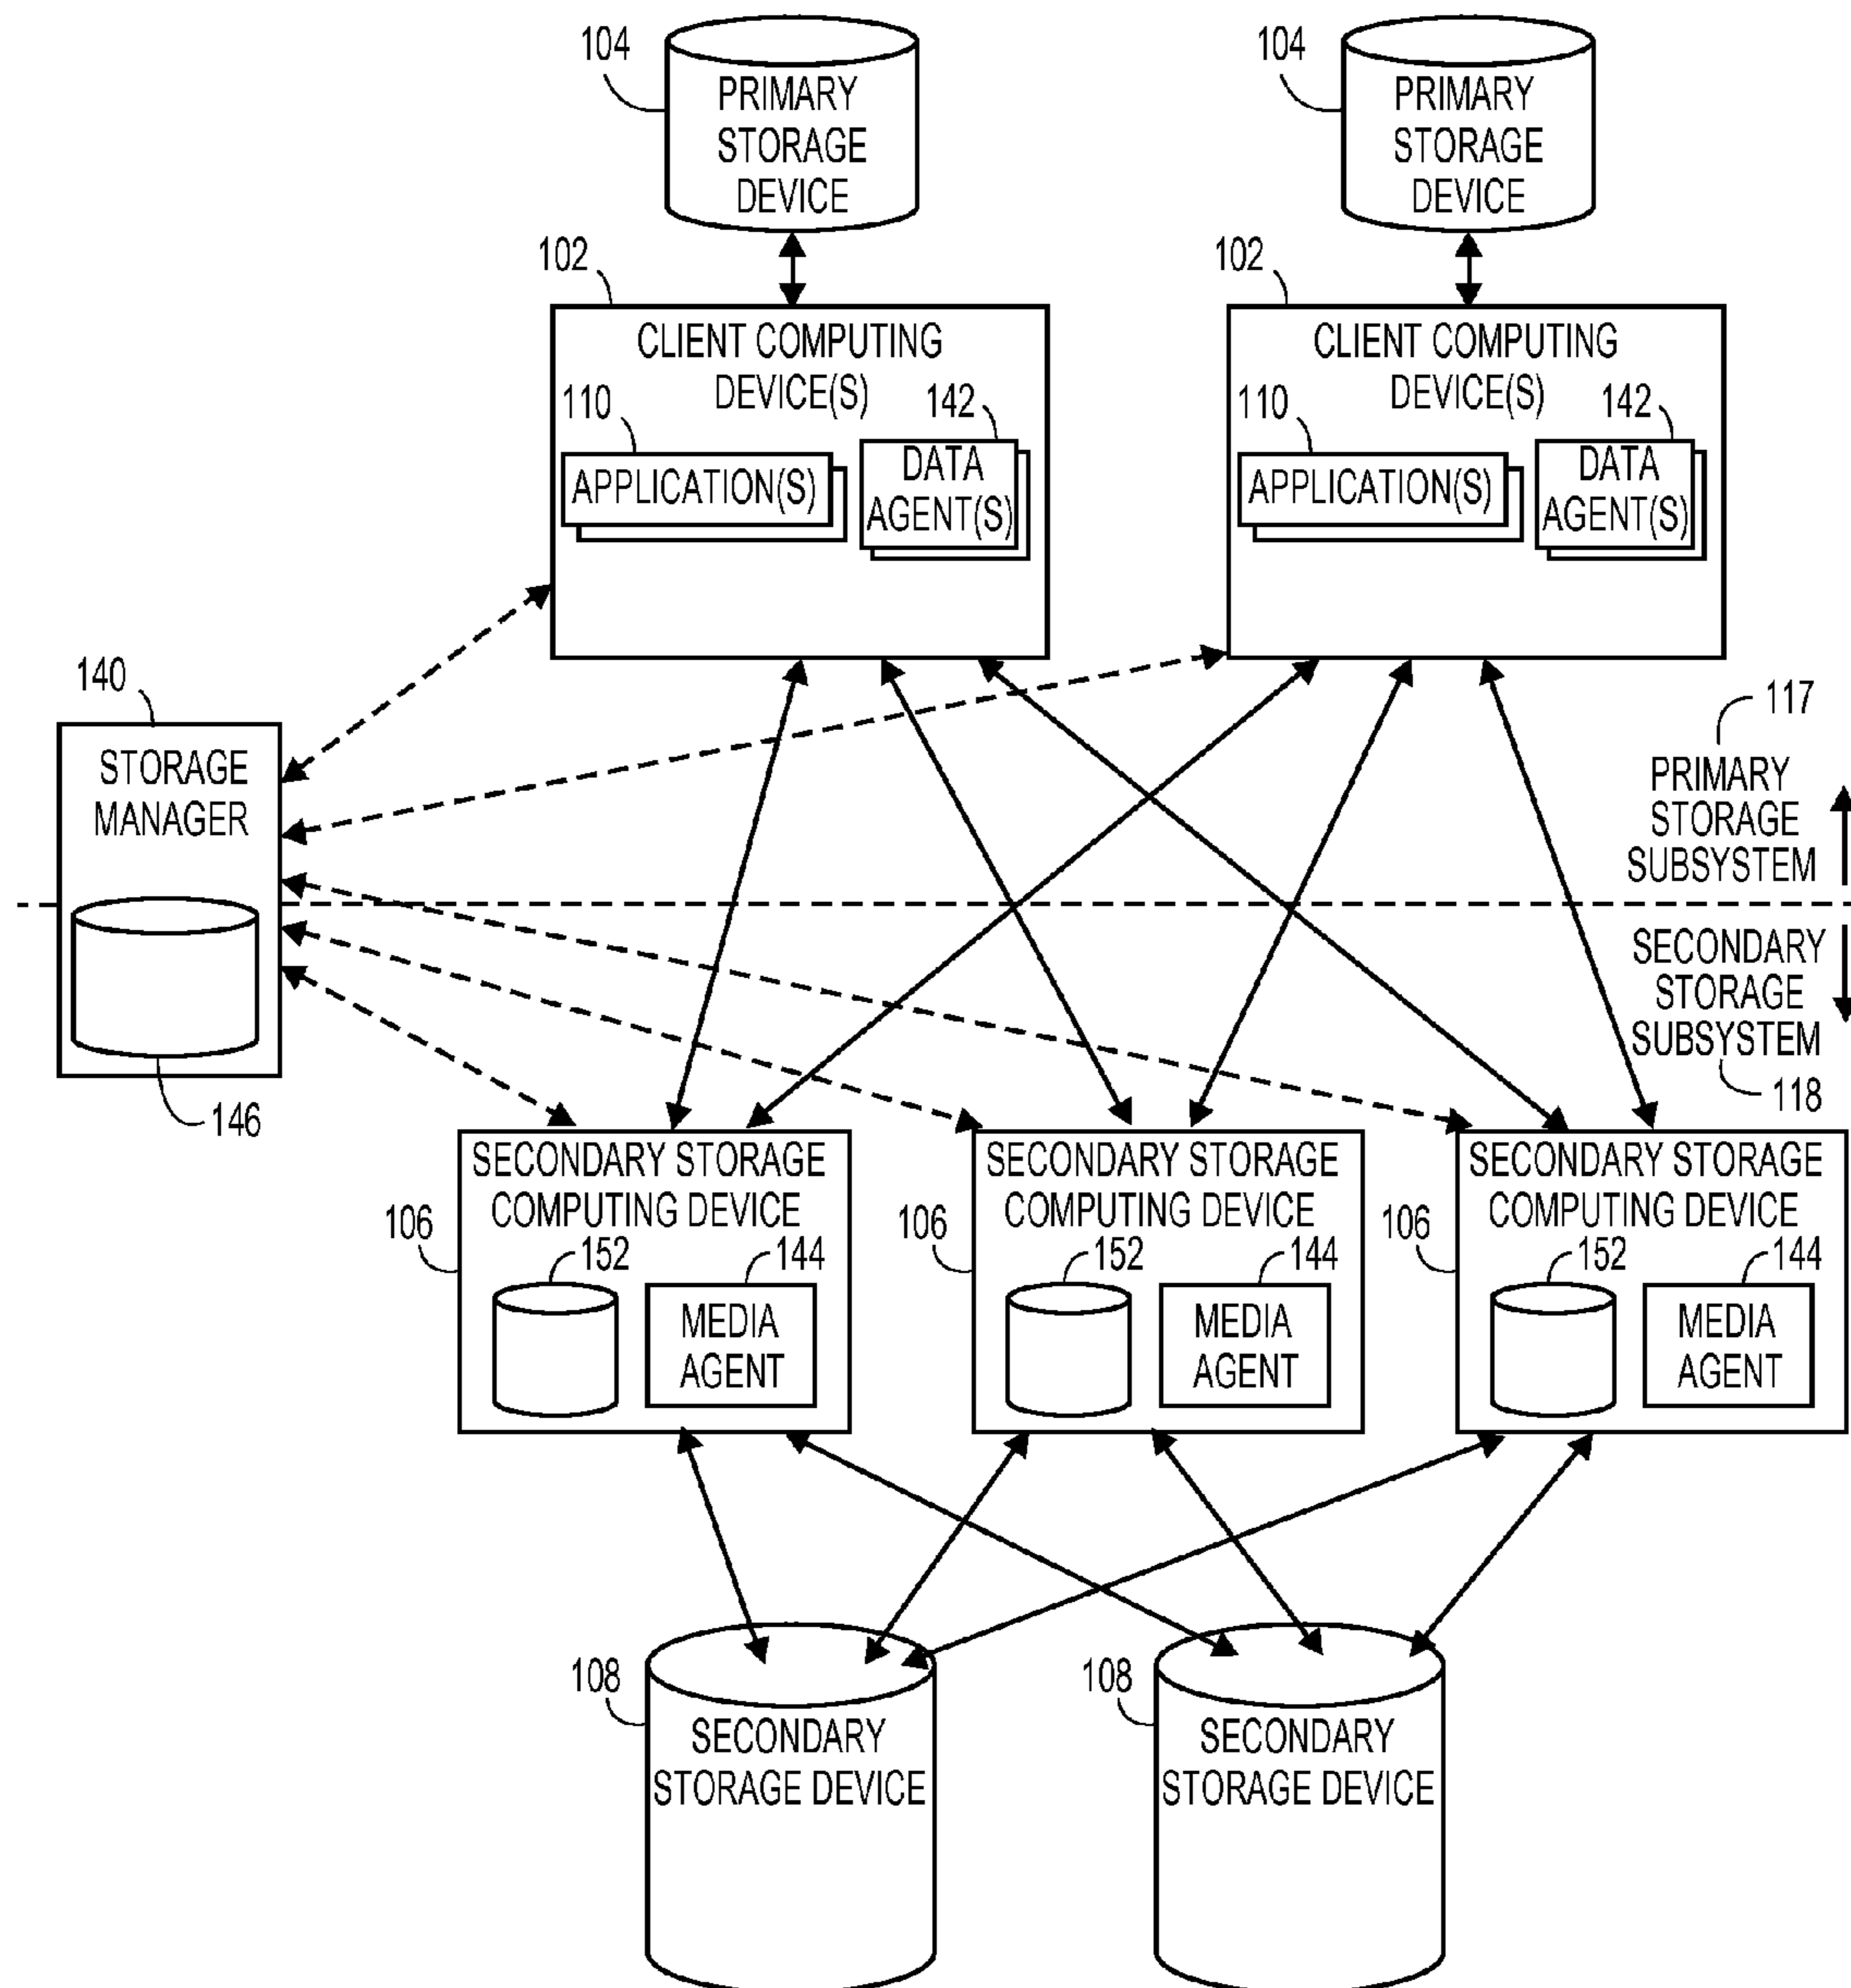 104
PRIMARY
STORAGE
DEVICE
104
PRIMARY
STORAGE
DEVICE
102
CLIENT COMPUTING
DEVICE(S)
110
142
APPLICATION(S)
DATA
AGENT(S)
102
CLIENT COMPUTING
DEVICE(S)
110
142
APPLICATION(S)
DATA
AGENT(S)
140
STORAGE
MANAGER
146
117
PRIMARY
STORAGE
SUBSYSTEM
SECONDARY
STORAGE
SUBSYSTEM
118
SECONDARY STORAGE
COMPUTING DEVICE
106
152
144
MEDIA
AGENT
SECONDARY STORAGE
COMPUTING DEVICE
106
152
144
MEDIA
AGENT
SECONDARY STORAGE
COMPUTING DEVICE
106
152
144
MEDIA
AGENT
108
SECONDARY
STORAGE DEVICE
108
SECONDARY
STORAGE DEVICE